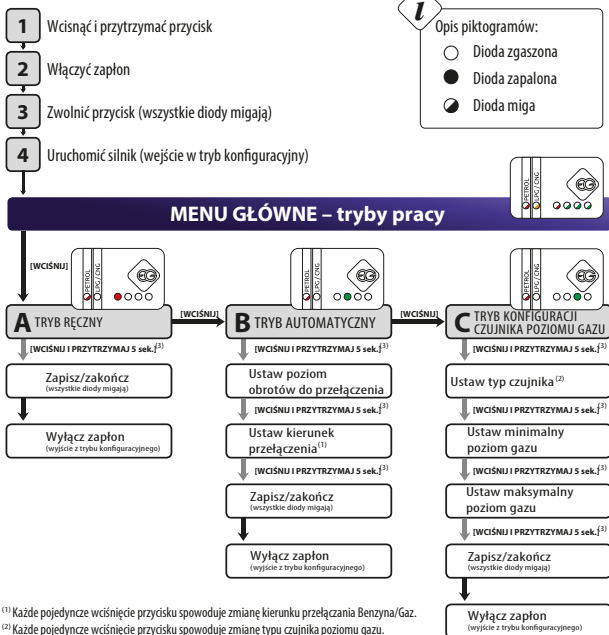 1 Wcisnąć i przytrzymać przycisk
2 Włączyć zapłon
3 Zwolnić przycisk (wszystkie diody migają)
4 Uruchomić silnik (wejście w tryb konfiguracyjny)
i
Opis piktogramów:
Dioda zgaszona
Dioda zapalona
Dioda miga
PETROL
LPG / CNG
MENU GŁÓWNE – tryby pracy
[WCIŚNIJ]
PETROL
LPG / CNG
A TRYB RĘCZNY
[WCIŚNIJ]
PETROL
LPG / CNG
B TRYB AUTOMATYCZNY
[WCIŚNIJ]
PETROL
LPG / CNG
C TRYB KONFIGURACJI
CZUJNIKA POZIOMU GAZU
[WCIŚNIJ I PRZYTRZYMAJ 5 sek.](3)
Zapisz/zakończ
(wszystkie diody migają)
Wyłącz zapłon
(wyjście z trybu konfiguracyjnego)
[WCIŚNIJ I PRZYTRZYMAJ 5 sek.](3)
Ustaw poziom
obrotów do przełączenia
[WCIŚNIJ I PRZYTRZYMAJ 5 sek.](3)
Ustaw kierunek
przełączenia(1)
[WCIŚNIJ I PRZYTRZYMAJ 5 sek.](3)
Zapisz/zakończ
(wszystkie diody migają)
Wyłącz zapłon
(wyjście z trybu konfiguracyjnego)
[WCIŚNIJ I PRZYTRZYMAJ 5 sek.](3)
Ustaw typ czujnika(2)
[WCIŚNIJ I PRZYTRZYMAJ 5 sek.](3)
Ustaw minimalny
poziom gazu
[WCIŚNIJ I PRZYTRZYMAJ 5 sek.](3)
Ustaw maksymalny
poziom gazu
[WCIŚNIJ I PRZYTRZYMAJ 5 sek.](3)
Zapisz/zakończ
(wszystkie diody migają)
Wyłącz zapłon
(wyjście z trybu konfiguracyjnego)
(1) Każde pojedyncze wciśnięcie przycisku spowoduje zmianę kierunku przełączania Benzyna/Gaz.
(2) Każde pojedyncze wciśnięcie przycisku spowoduje zmianę typu czujnika poziomu gazu.